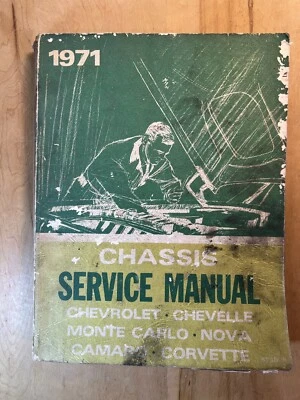 1971
CHASSIS
SERVICE MANUAL
CHEVROLET · CHEVELLE
MONTE CARLO · NOVA
CAMARO · CORVETTE